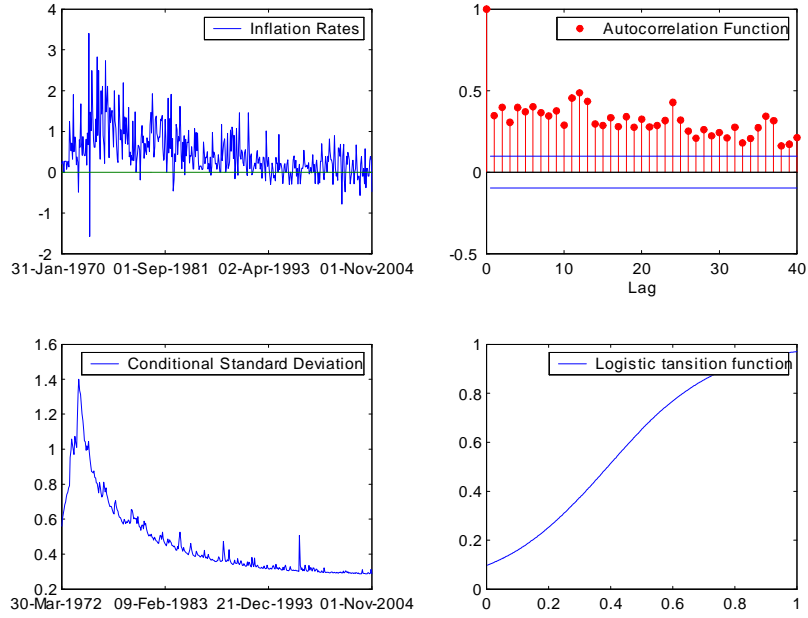 4
3
2
1
0
-1
-2
31-Jan-1970 01-Sep-1981 02-Apr-1993 01-Nov-2004
Inflation Rates
1
0.5
0
-0.5
0 10 20 30 40
Lag
Autocorrelation Function
1.6
1.4
1.2
1
0.8
0.6
0.4
0.2
30-Mar-1972 09-Feb-1983 21-Dec-1993 01-Nov-2004
Conditional Standard Deviation
1
0.8
0.6
0.4
0.2
0
0 0.2 0.4 0.6 0.8 1
Logistic tansition function